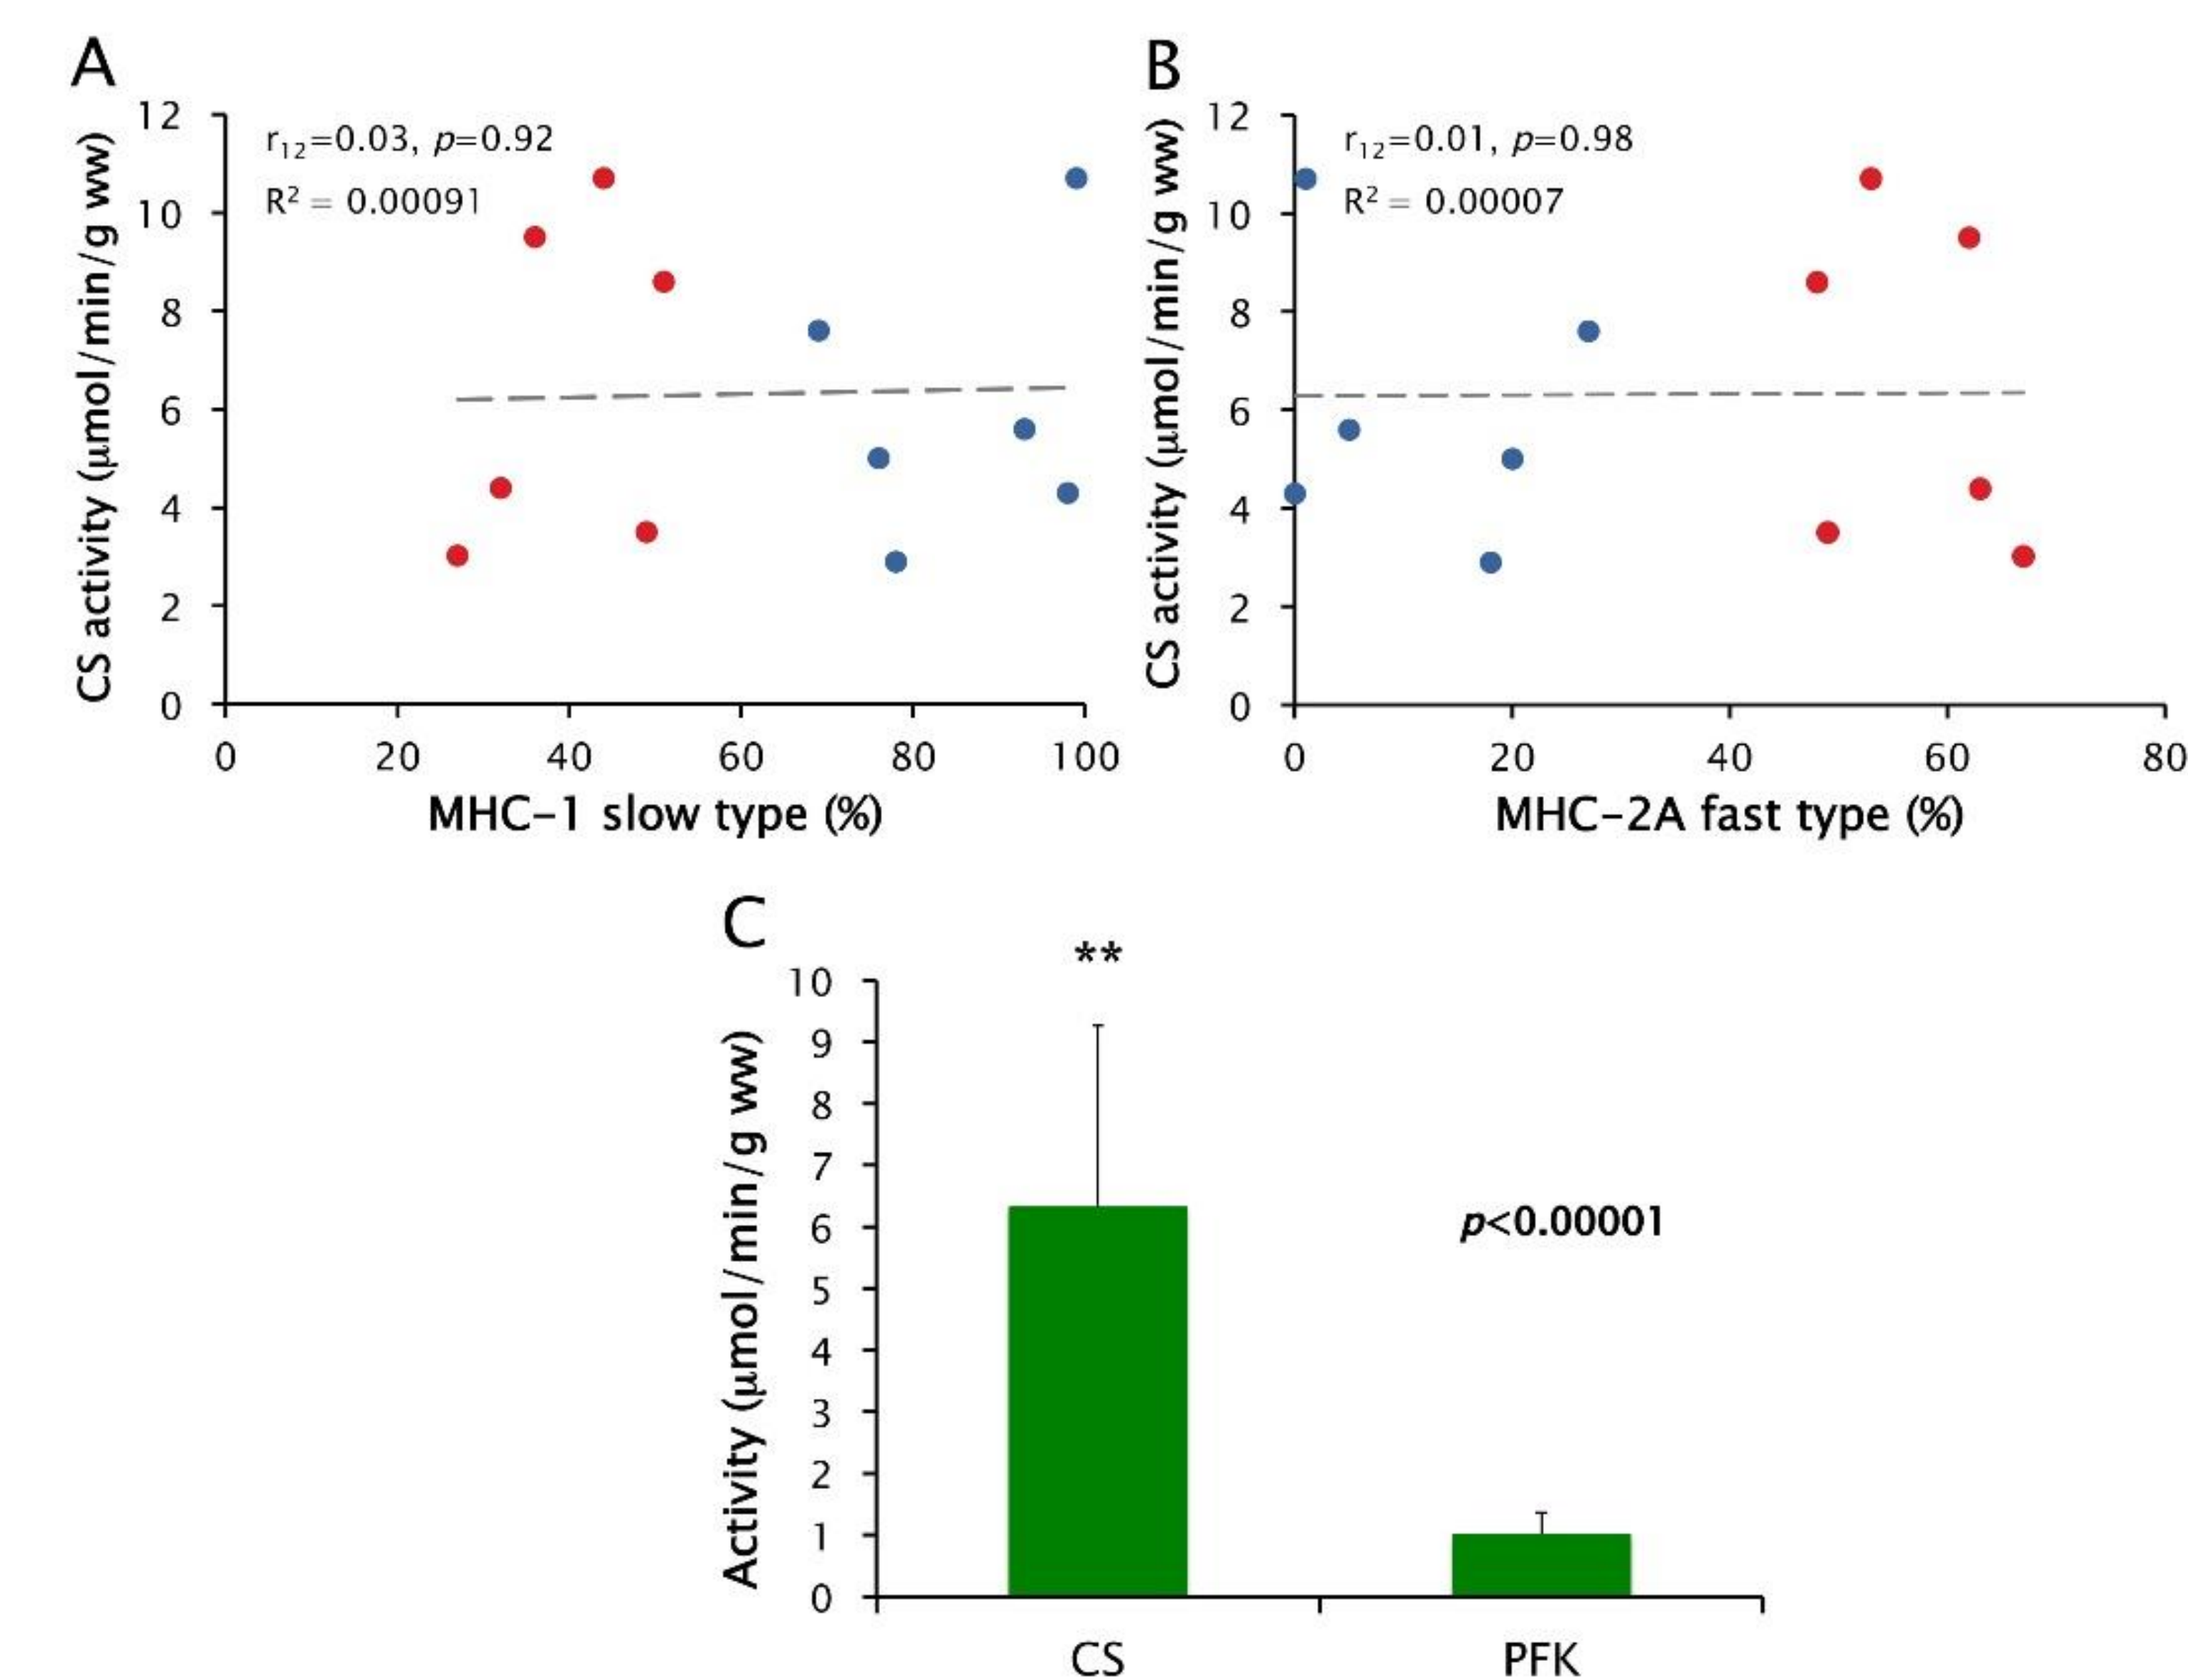 A
CS activity (μmol/min/g ww)
12
10
8
6
4
2
0
r12=0.03, p=0.92
R² = 0.00091
0 20 40 60 80 100
MHC-1 slow type (%)
B
CS activity (μmol/min/g ww)
12
10
8
6
4
2
0
r12=0.01, p=0.98
R² = 0.00007
0 20 40 60 80
MHC-2A fast type (%)
C
**
Activity (μmol/min/g ww)
10
9
8
7
6
5
4
3
2
1
0
p<0.00001
CS PFK